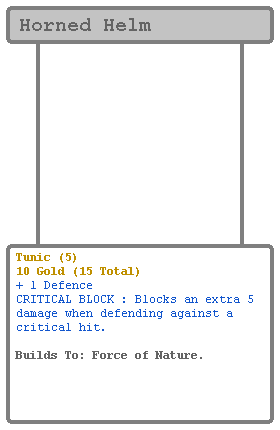 Horned Helm
Tunic (5)
10 Gold (15 Total)
+ 1 Defence
CRITICAL BLOCK : Blocks an extra 5
damage when defending against a
critical hit.
Builds To: Force of Nature.